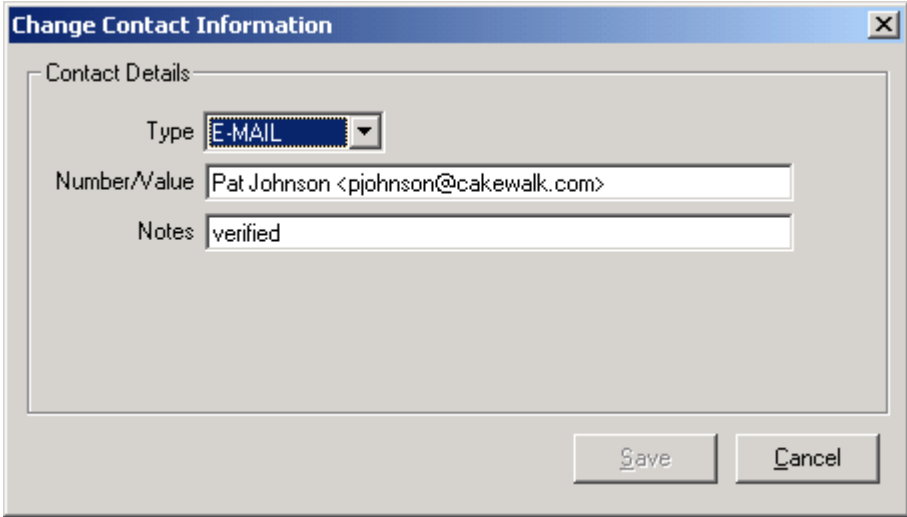 Change Contact Information
Contact Details
Type E-MAIL
Number/Value Pat Johnson <pjohnson@cakewalk.com>
Notes verified
Save Cancel